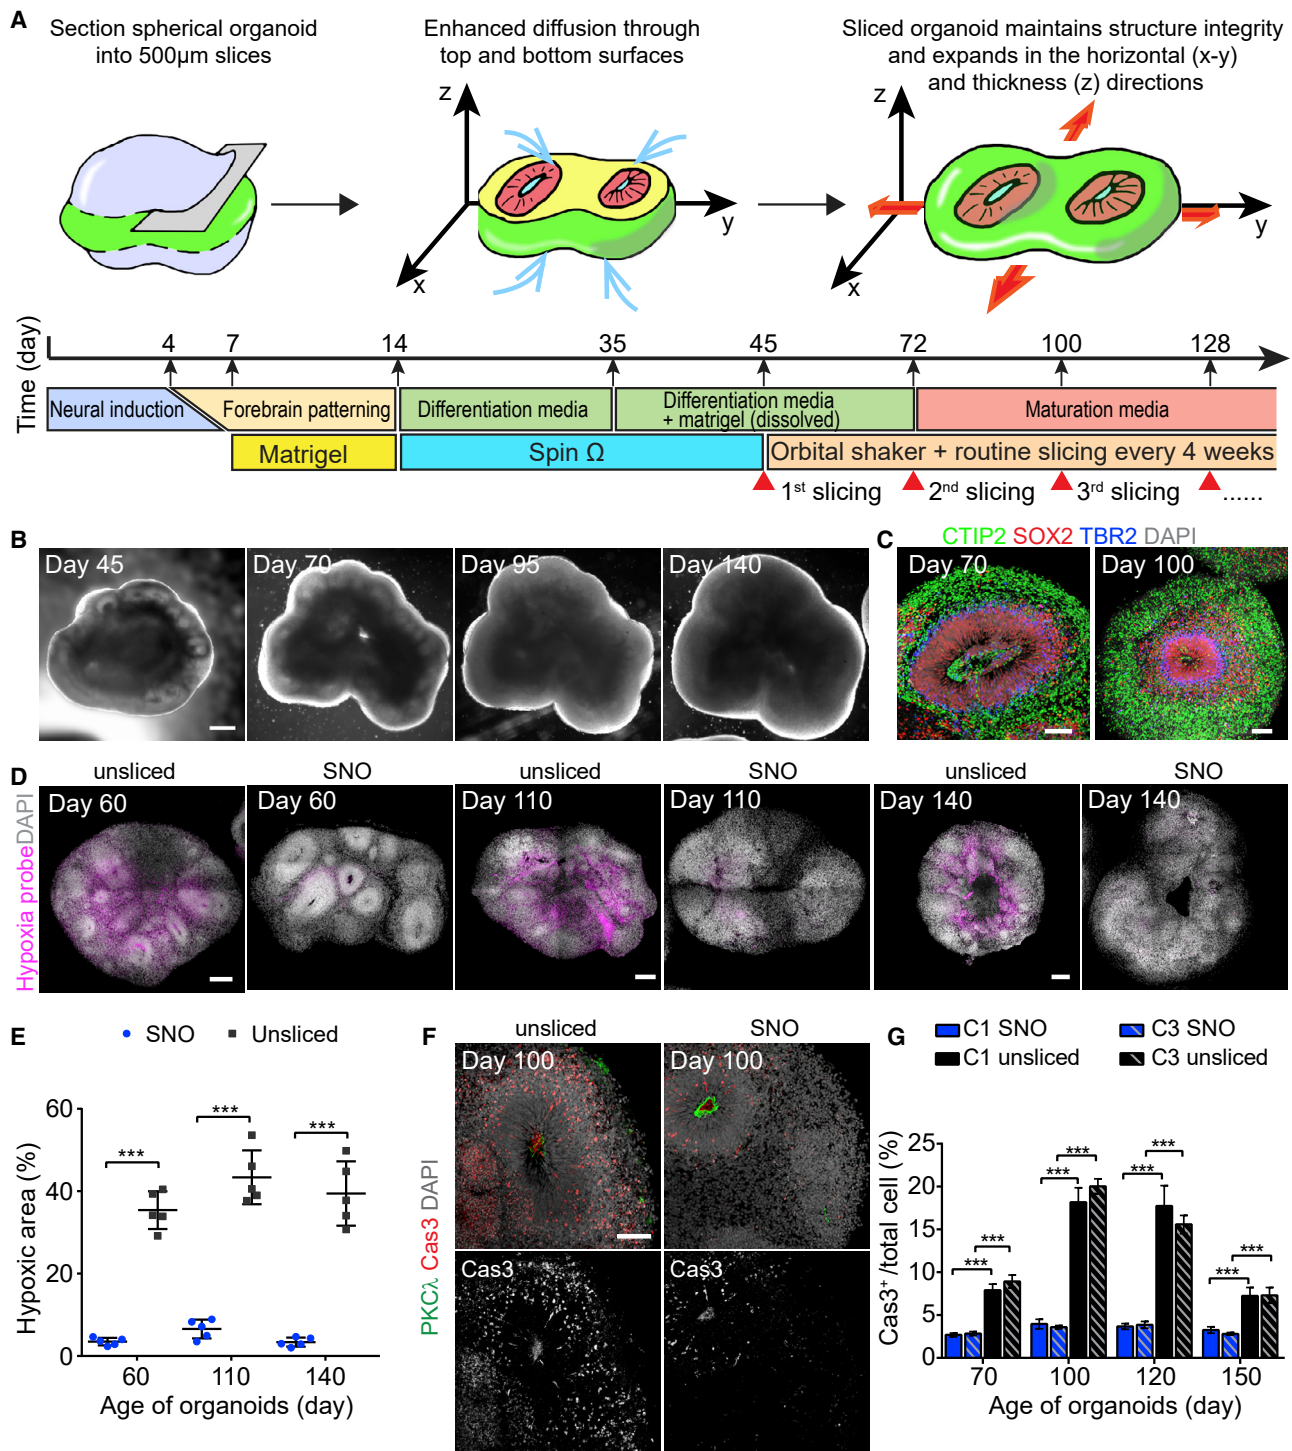 A
Section spherical organoid
into 500µm slices
Enhanced diffusion through
top and bottom surfaces
Sliced organoid maintains structure integrity
and expands in the horizontal (x-y)
and thickness (z) directions
z
y
x
z
y
x
Time (day)
4 7 14 35 45 72 100 128
Neural induction
Forebrain patterning
Differentiation media
Differentiation media
+ matrigel (dissolved)
Maturation media
Matrigel
Spin Ω
Orbital shaker + routine slicing every 4 weeks
1st slicing
2nd slicing
3rd slicing
......
B
Day 45
Day 70
Day 95
Day 140
C
CTIP2 SOX2 TBR2 DAPI
Day 70
Day 100
D
Hypoxia probe DAPI
unsliced
SNO
unsliced
SNO
unsliced
SNO
Day 60
Day 60
Day 110
Day 110
Day 140
Day 140
E
SNO
Unsliced
Hypoxic area (%)
60
40
20
0
***
***
***
60 110 140
Age of organoids (day)
F
unsliced
SNO
PKCλ Cas3 DAPI
Day 100
Day 100
Cas3
Cas3
G
C1 SNO
C3 SNO
C1 unsliced
C3 unsliced
Cas3+ /total cell (%)
25
20
15
10
5
0
***
***
***
***
***
***
***
***
70 100 120 150
Age of organoids (day)